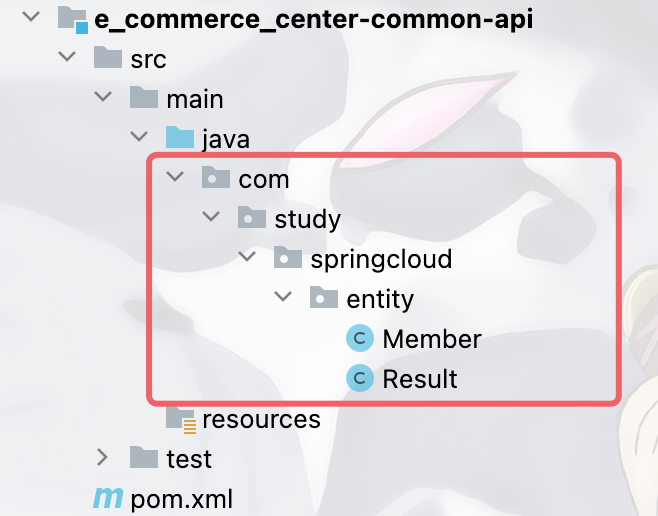 e_commerce_center-common-api
src
main
java
com
study
springcloud
entity
C Member
C Result
resources
test
m pom.xml